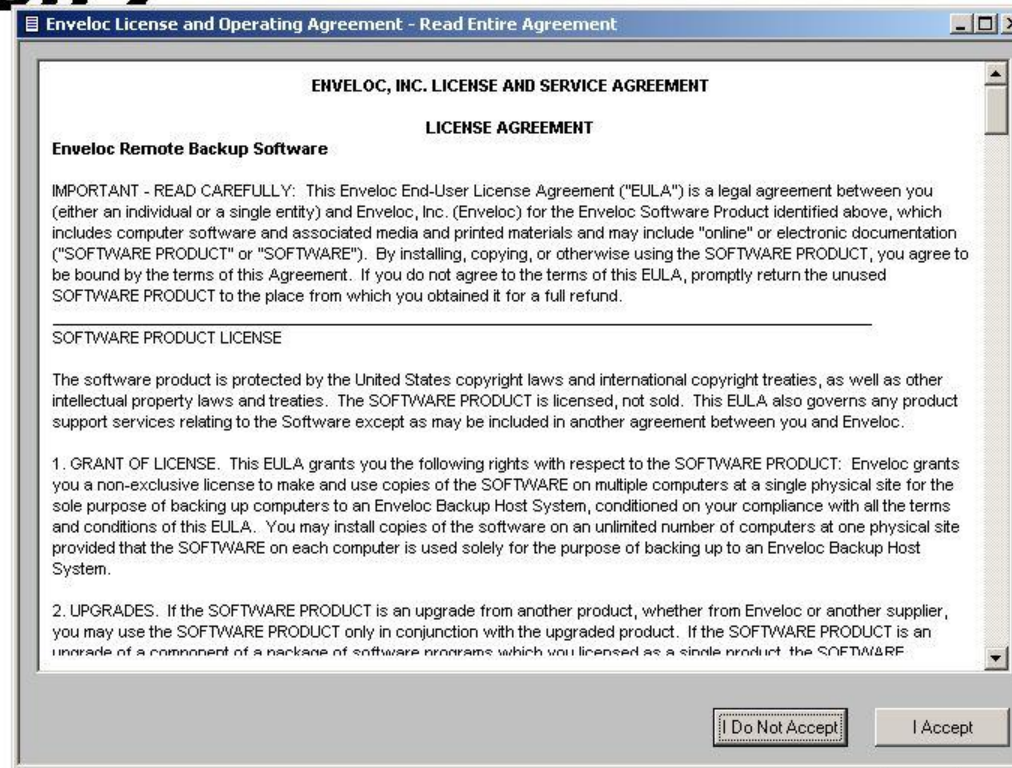 Enveloc License and Operating Agreement - Read Entire Agreement
ENVELOC, INC. LICENSE AND SERVICE AGREEMENT
LICENSE AGREEMENT
Enveloc Remote Backup Software
IMPORTANT - READ CAREFULLY: This Enveloc End-User License Agreement ("EULA") is a legal agreement between you
(either an individual or a single entity) and Enveloc, Inc. (Enveloc) for the Enveloc Software Product identified above, which
includes computer software and associated media and printed materials and may include "online" or electronic documentation
("SOFTWARE PRODUCT" or "SOFTWARE"). By installing, copying, or otherwise using the SOFTWARE PRODUCT, you agree to
be bound by the terms of this Agreement. If you do not agree to the terms of this EULA, promptly return the unused
SOFTWARE PRODUCT to the place from which you obtained it for a full refund.
SOFTWARE PRODUCT LICENSE
The software product is protected by the United States copyright laws and international copyright treaties, as well as other
intellectual property laws and treaties. The SOFTWARE PRODUCT is licensed, not sold. This EULA also governs any product
support services relating to the Software except as may be included in another agreement between you and Enveloc.
1. GRANT OF LICENSE. This EULA grants you the following rights with respect to the SOFTWARE PRODUCT: Enveloc grants
you a non-exclusive license to make and use copies of the SOFTWARE on multiple computers at a single physical site for the
sole purpose of backing up computers to an Enveloc Backup Host System, conditioned on your compliance with all the terms
and conditions of this EULA. You may install copies of the software on an unlimited number of computers at one physical site
provided that the SOFTWARE on each computer is used solely for the purpose of backing up to an Enveloc Backup Host
System.
2. UPGRADES. If the SOFTWARE PRODUCT is an upgrade from another product, whether from Enveloc or another supplier,
you may use the SOFTWARE PRODUCT only in conjunction with the upgraded product. If the SOFTWARE PRODUCT is an
upgrade of a component of a package of software programs which you licensed as a single product, the SOFTWARE
I Do Not Accept
I Accept